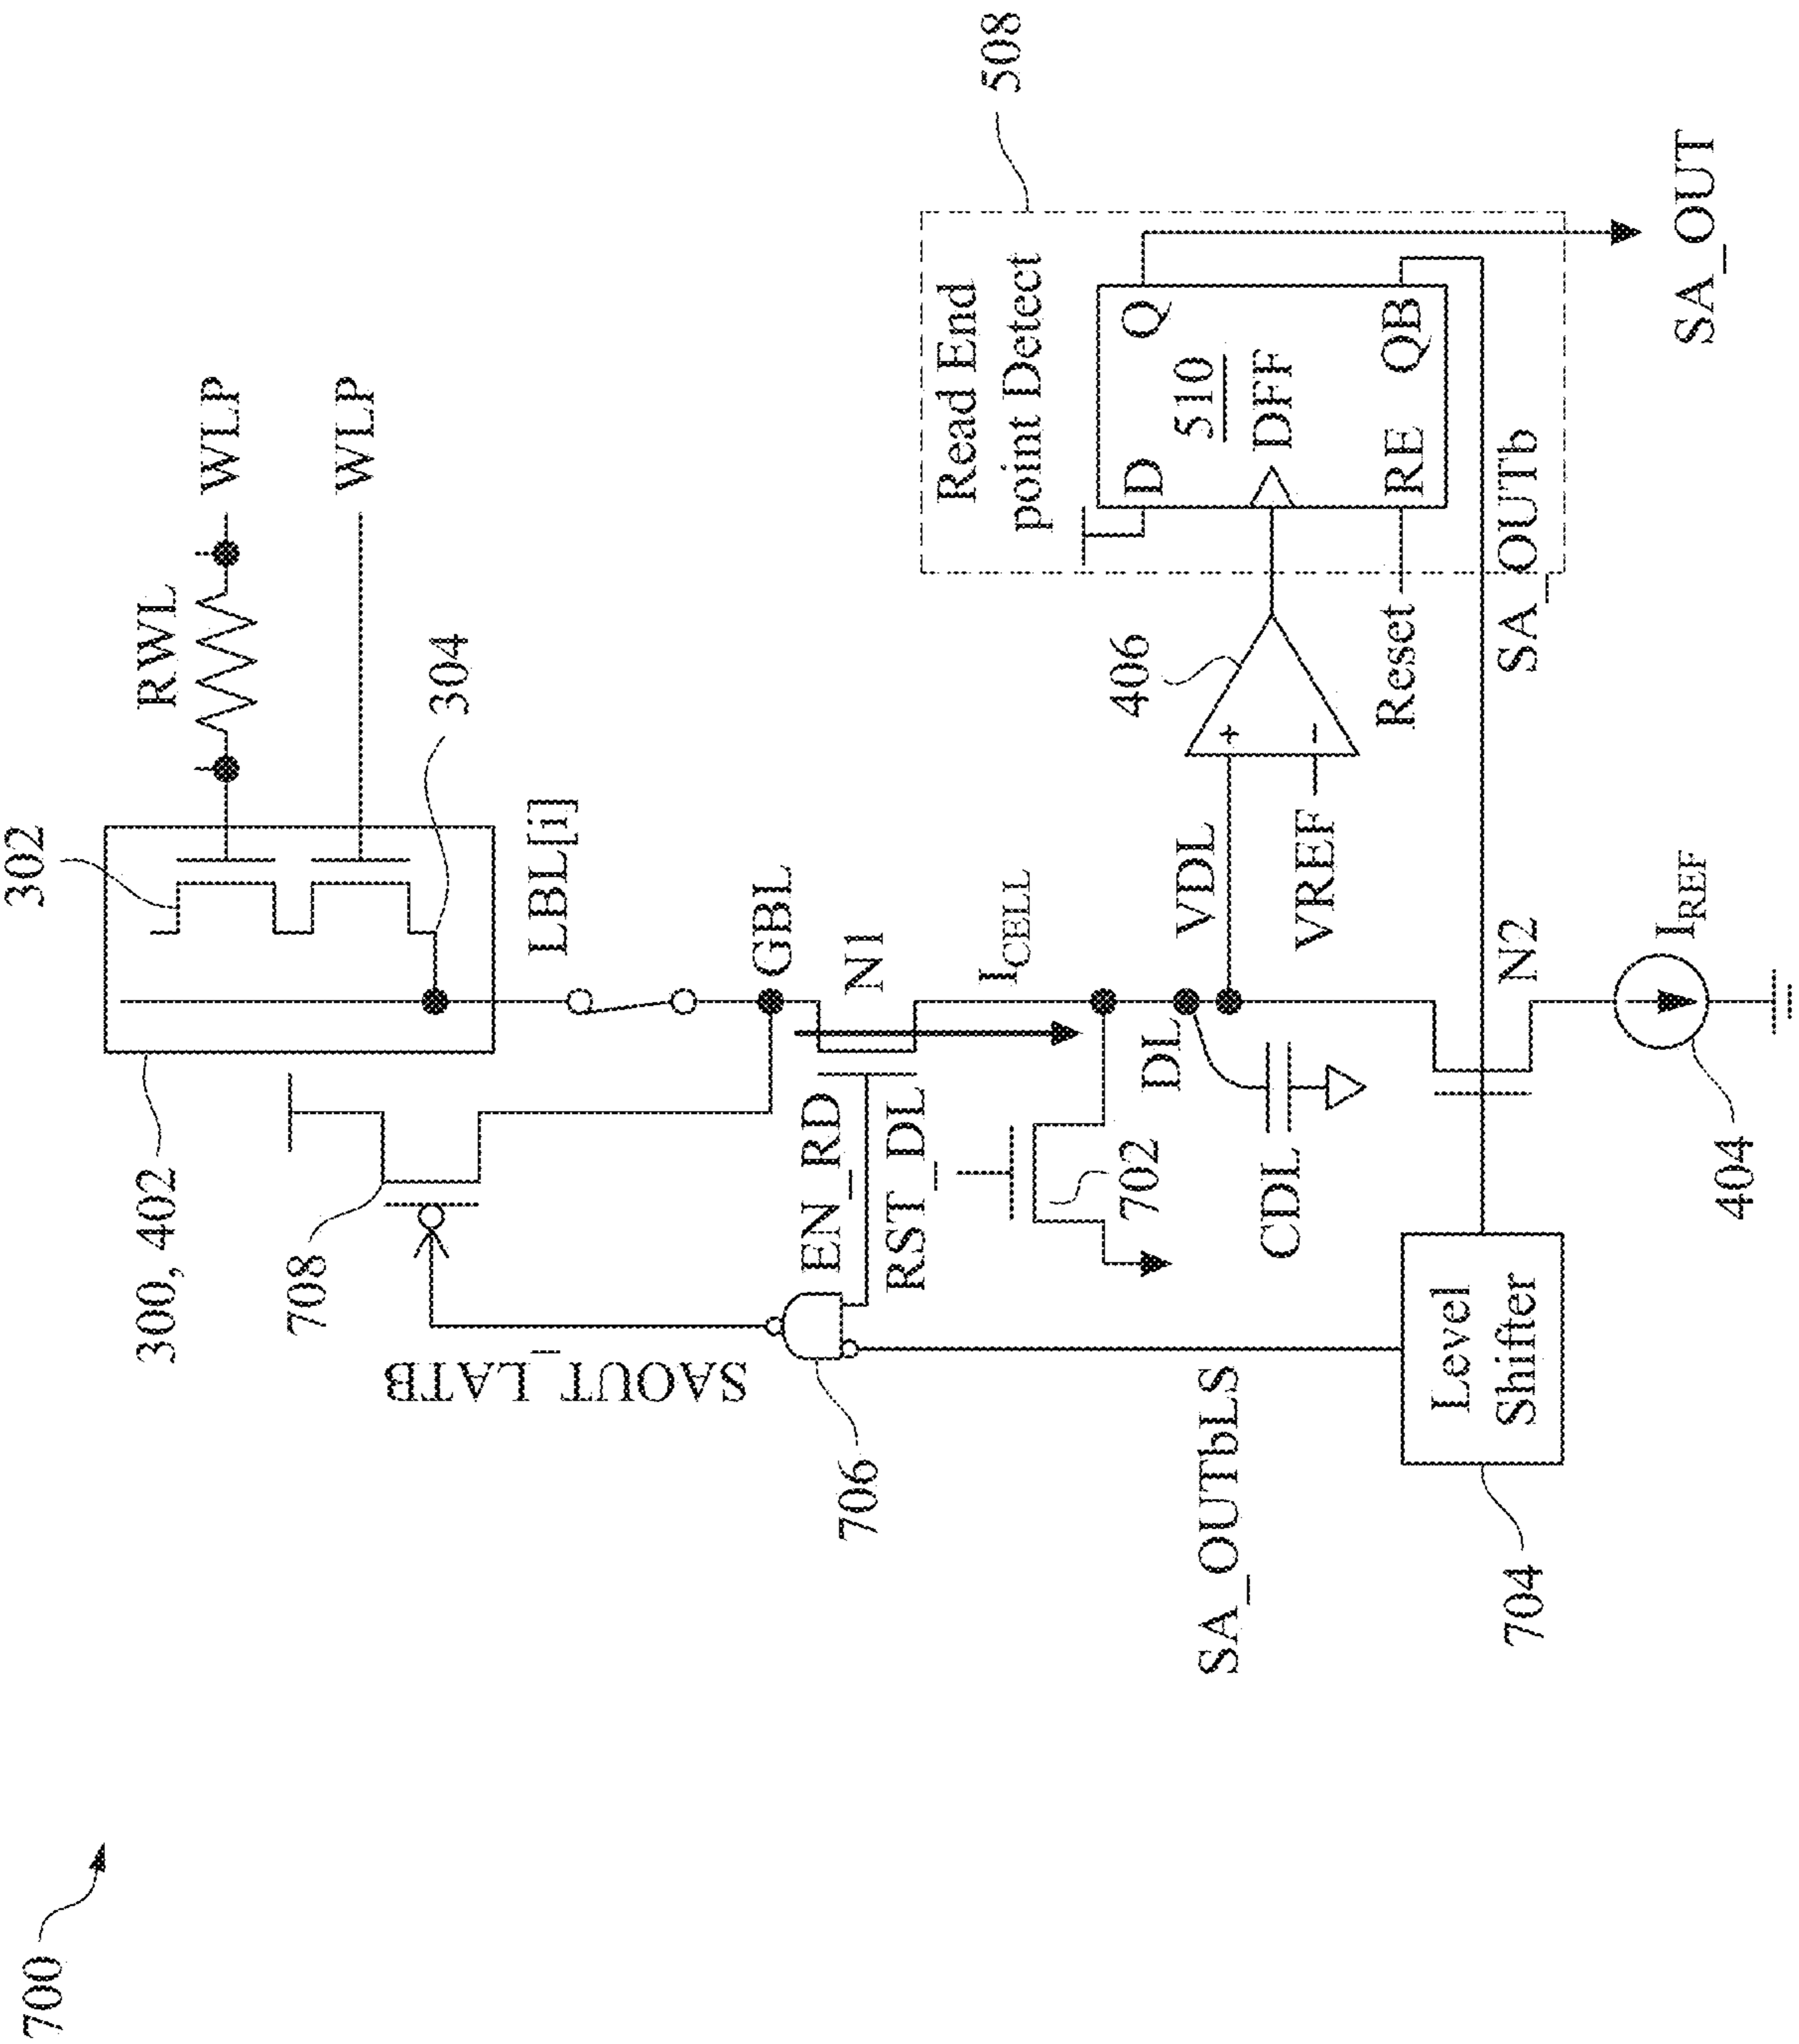 700
302
300, 402
RWL
WLP
WLP
304
708
LBL[i]
SAOUT_LATB
GBL
706
EN_RD
N1
RST_DL
I_CELL
702
DL
CDL
VDL
VREF
406
508
Read End
point Detect
D
Q
510
DFF
RE
QB
Reset
SA_OUTb
SA_OUT
SA_OUTbLS
Level
Shifter
704
N2
I_REF
404